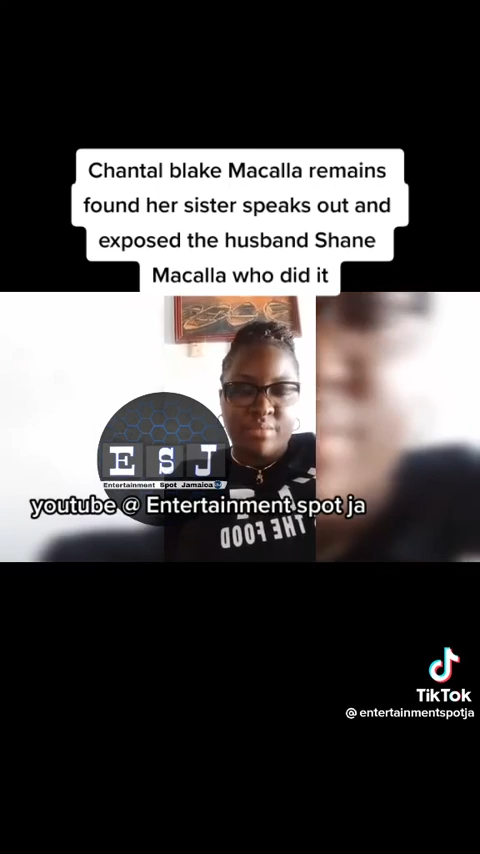 Chantal blake Macalla remains
found her sister speaks out and
exposed the husband Shane
Macalla who did it
E S J
Entertainment Spot Jamaica
youtube @ Entertainment spot ja
THE FOOD
TikTok
@ entertainmentspotja